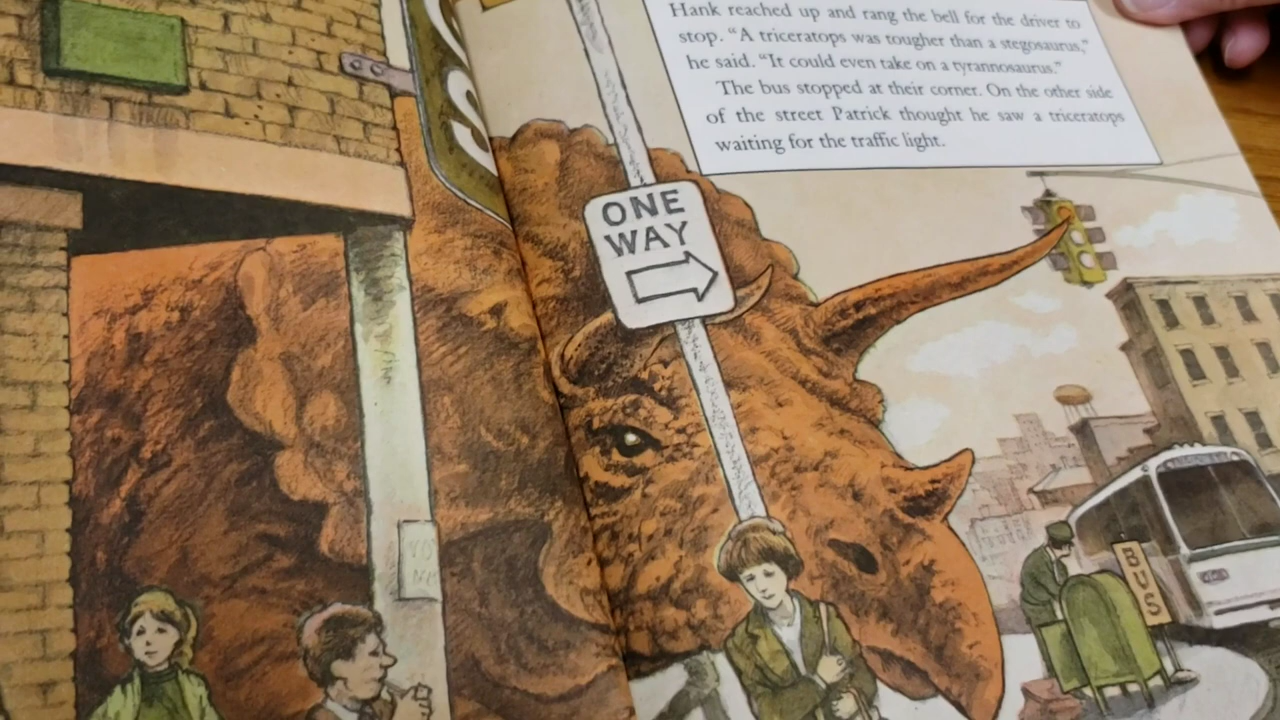 Hank reached up and rang the bell for the driver to
stop. “A triceratops was tougher than a stegosaurus,”
he said. “It could even take on a tyrannosaurus.”
The bus stopped at their corner. On the other side
of the street Patrick thought he saw a triceratops
waiting for the traffic light.
ONE
WAY
BUS